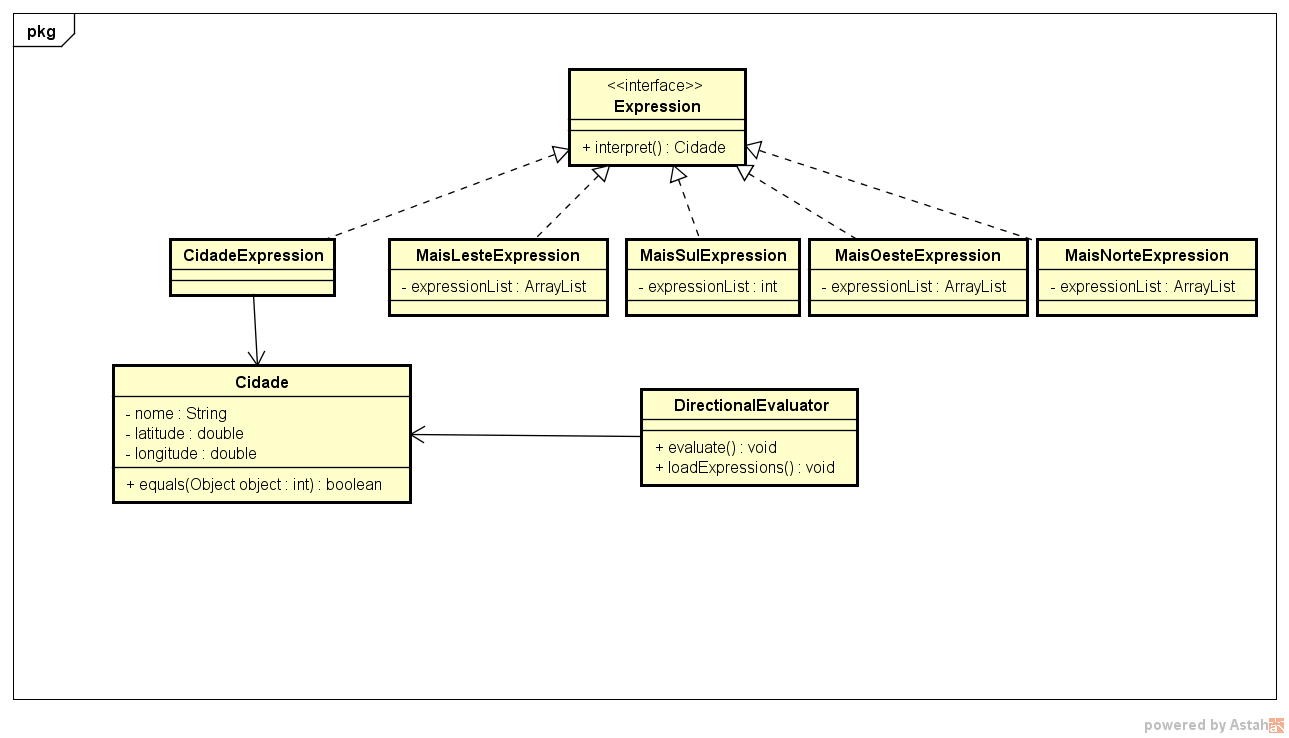 pkg
<<interface>>
Expression
+ interpret() : Cidade
CidadeExpression
MaisLesteExpression
- expressionList : ArrayList
MaisSulExpression
- expressionList : int
MaisOesteExpression
- expressionList : ArrayList
MaisNorteExpression
- expressionList : ArrayList
Cidade
- nome : String
- latitude : double
- longitude : double
+ equals(Object object : int) : boolean
DirectionalEvaluator
+ evaluate() : void
+ loadExpressions() : void
powered by Astah